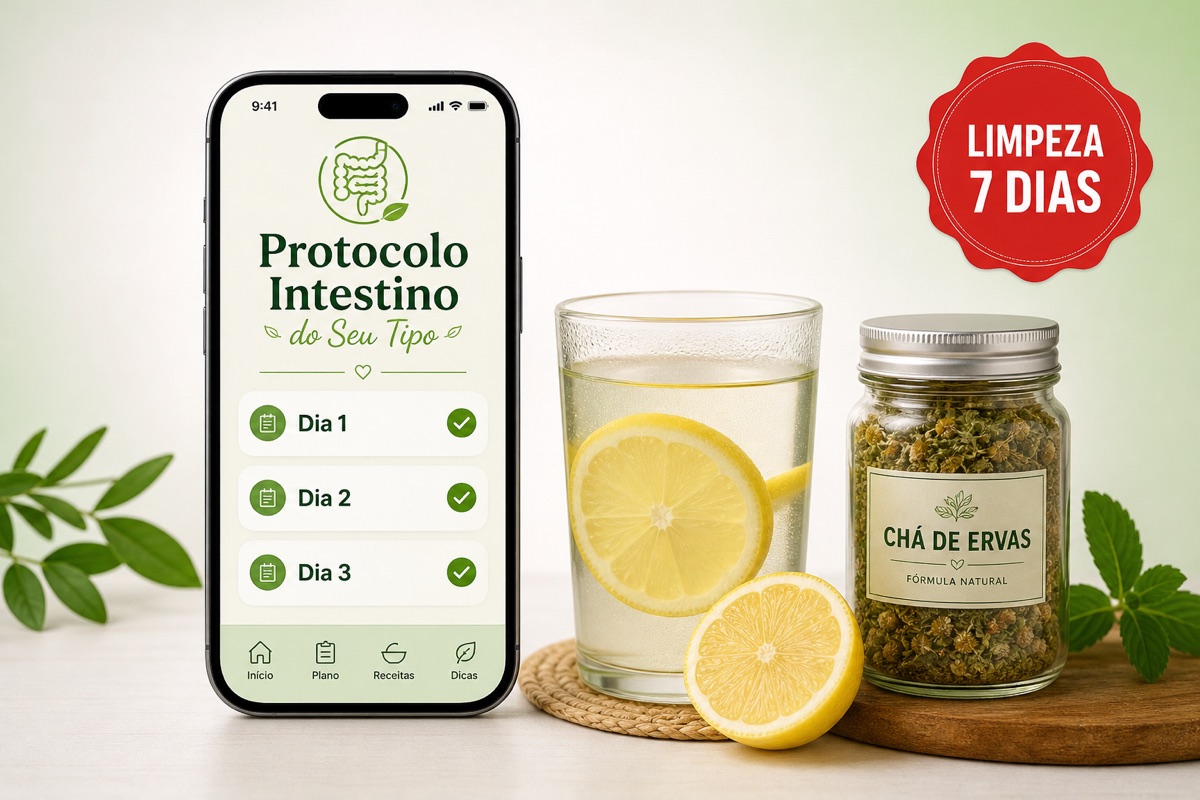 9:41
Protocolo
Intestino
do Seu Tipo
Dia 1
Dia 2
Dia 3
Início
Plano
Receitas
Dicas
LIMPEZA
7 DIAS
CHÁ DE ERVAS
FÓRMULA NATURAL